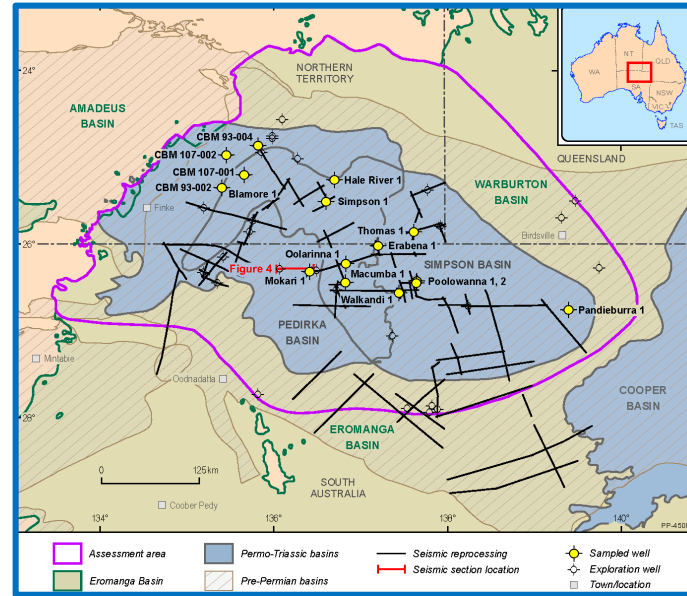 NT
QLD
WA
SA
NSW
VIC
TAS
24°
NORTHERN
TERRITORY
AMADEUS
BASIN
CBM 93-004
CBM 107-002
CBM 107-001
CBM 93-002
Blamore 1
Hale River 1
Simpson 1
QUEENSLAND
WARBURTON
BASIN
Finke
Thomas 1
Birdsville
26°
Erabena 1
Oolarinna 1
Figure 4
SIMPSON BASIN
Mokari 1
Macumba 1
Poolowanna 1, 2
Walkandi 1
Pandieburra 1
PEDIRKA
BASIN
Mintabie
Oodnadatta
COOPER
BASIN
28°
EROMANGA
BASIN
0 125km
SOUTH
AUSTRALIA
Coober Pedy
134° 136° 138° 140°
Assessment area
Permo-Triassic basins
Seismic reprocessing
Sampled well
Seismic section location
Exploration well
Eromanga Basin
Pre-Permian basins
Town/location